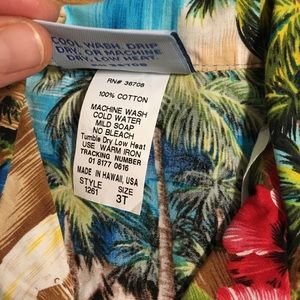 COOL WASH, DRIP
DRY, OR MACHINE
DRY, LOW HEAT
RN# 36708
100% COTTON
MACHINE WASH
COLD WATER
MILD SOAP
NO BLEACH
Tumble Dry Low Heat
USE WARM IRON
TRACKING NUMBER
01 8177 0616
MADE IN HAWAII, USA
STYLE SIZE
1261 3T